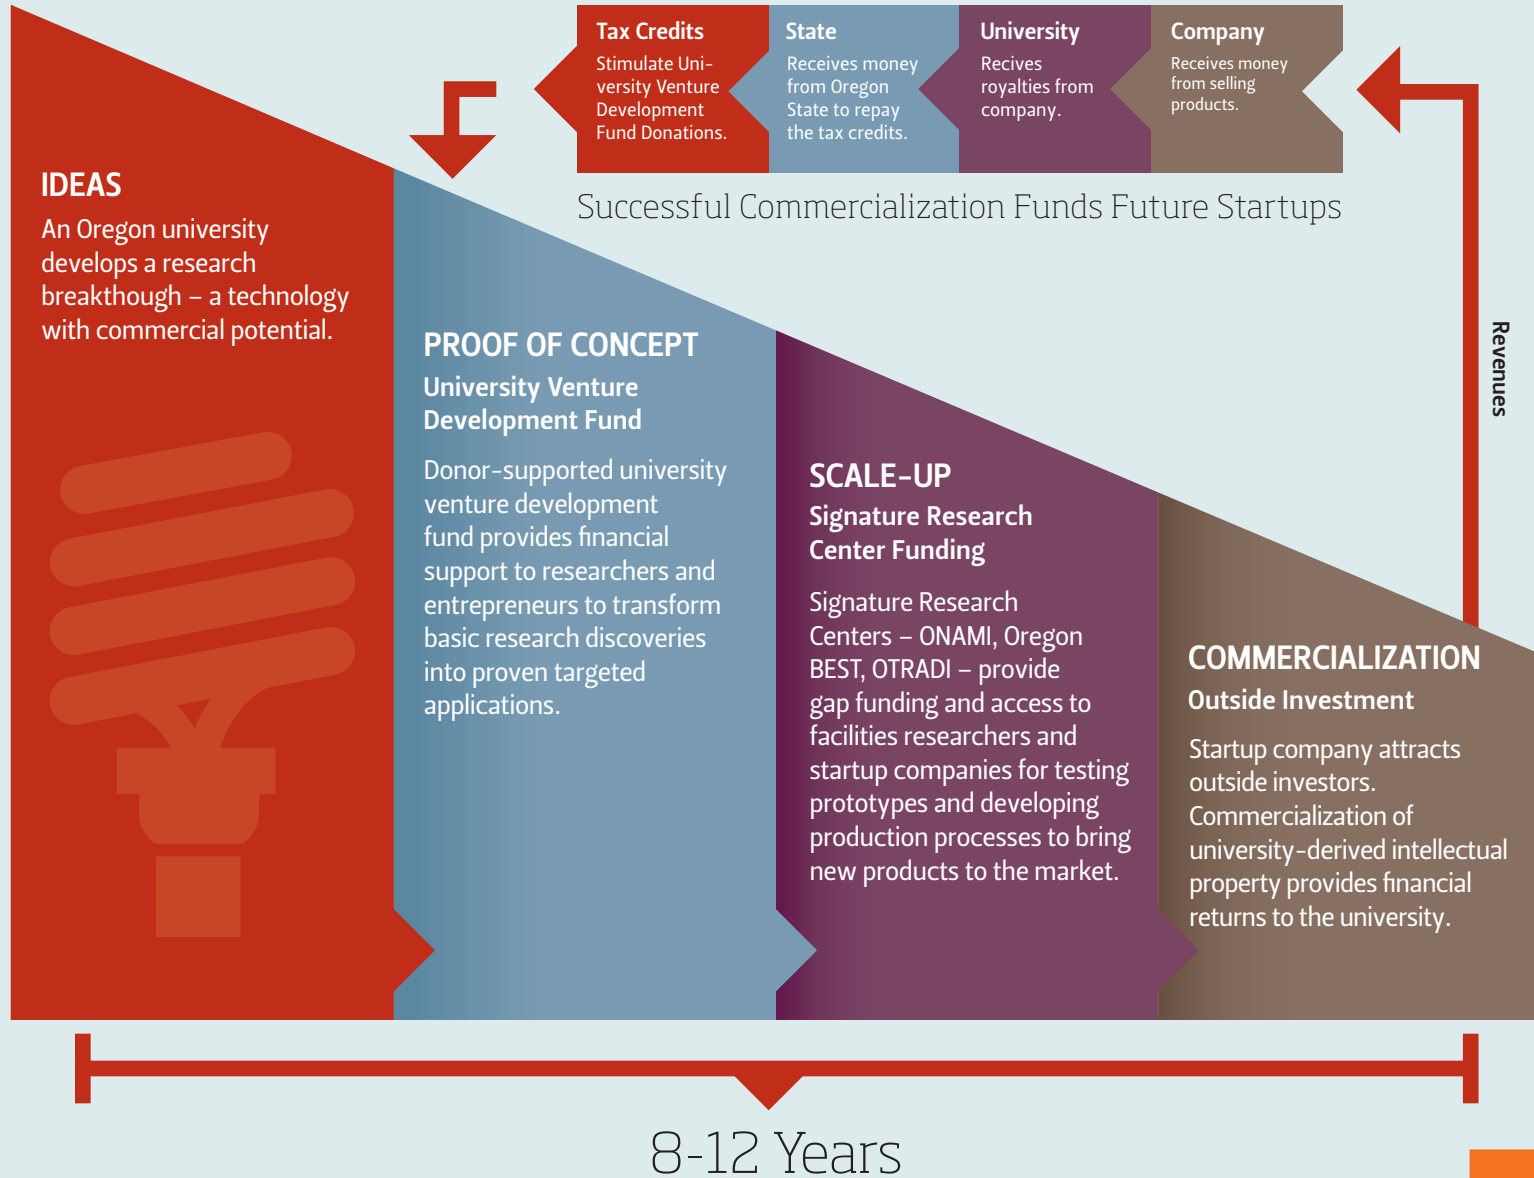 Tax Credits
Stimulate Uni-
versity Venture
Development
Fund Donations.
State
Receives money
from Oregon
State to repay
the tax credits.
University
Recives
royalties from
company.
Company
Receives money
from selling
products.
Successful Commercialization Funds Future Startups
Revenues
IDEAS
An Oregon university
develops a research
breakthough – a technology
with commercial potential.
PROOF OF CONCEPT
University Venture
Development Fund
Donor-supported university
venture development
fund provides financial
support to researchers and
entrepreneurs to transform
basic research discoveries
into proven targeted
applications.
SCALE-UP
Signature Research
Center Funding
Signature Research
Centers – ONAMI, Oregon
BEST, OTRADI – provide
gap funding and access to
facilities researchers and
startup companies for testing
prototypes and developing
production processes to bring
new products to the market.
COMMERCIALIZATION
Outside Investment
Startup company attracts
outside investors.
Commercialization of
university-derived intellectual
property provides financial
returns to the university.
8-12 Years